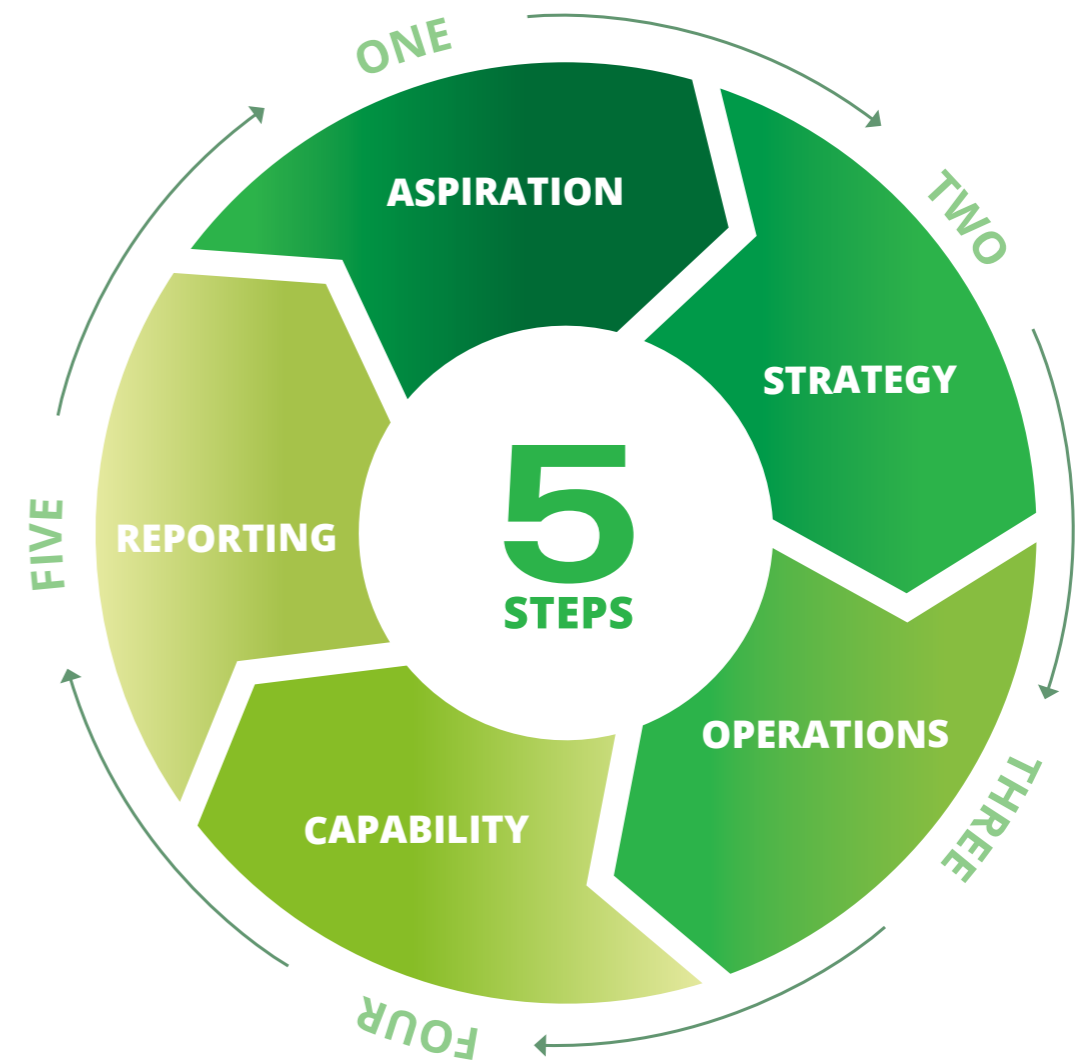 ONE
ASPIRATION
TWO
STRATEGY
THREE
OPERATIONS
FOUR
CAPABILITY
FIVE
REPORTING
5
STEPS